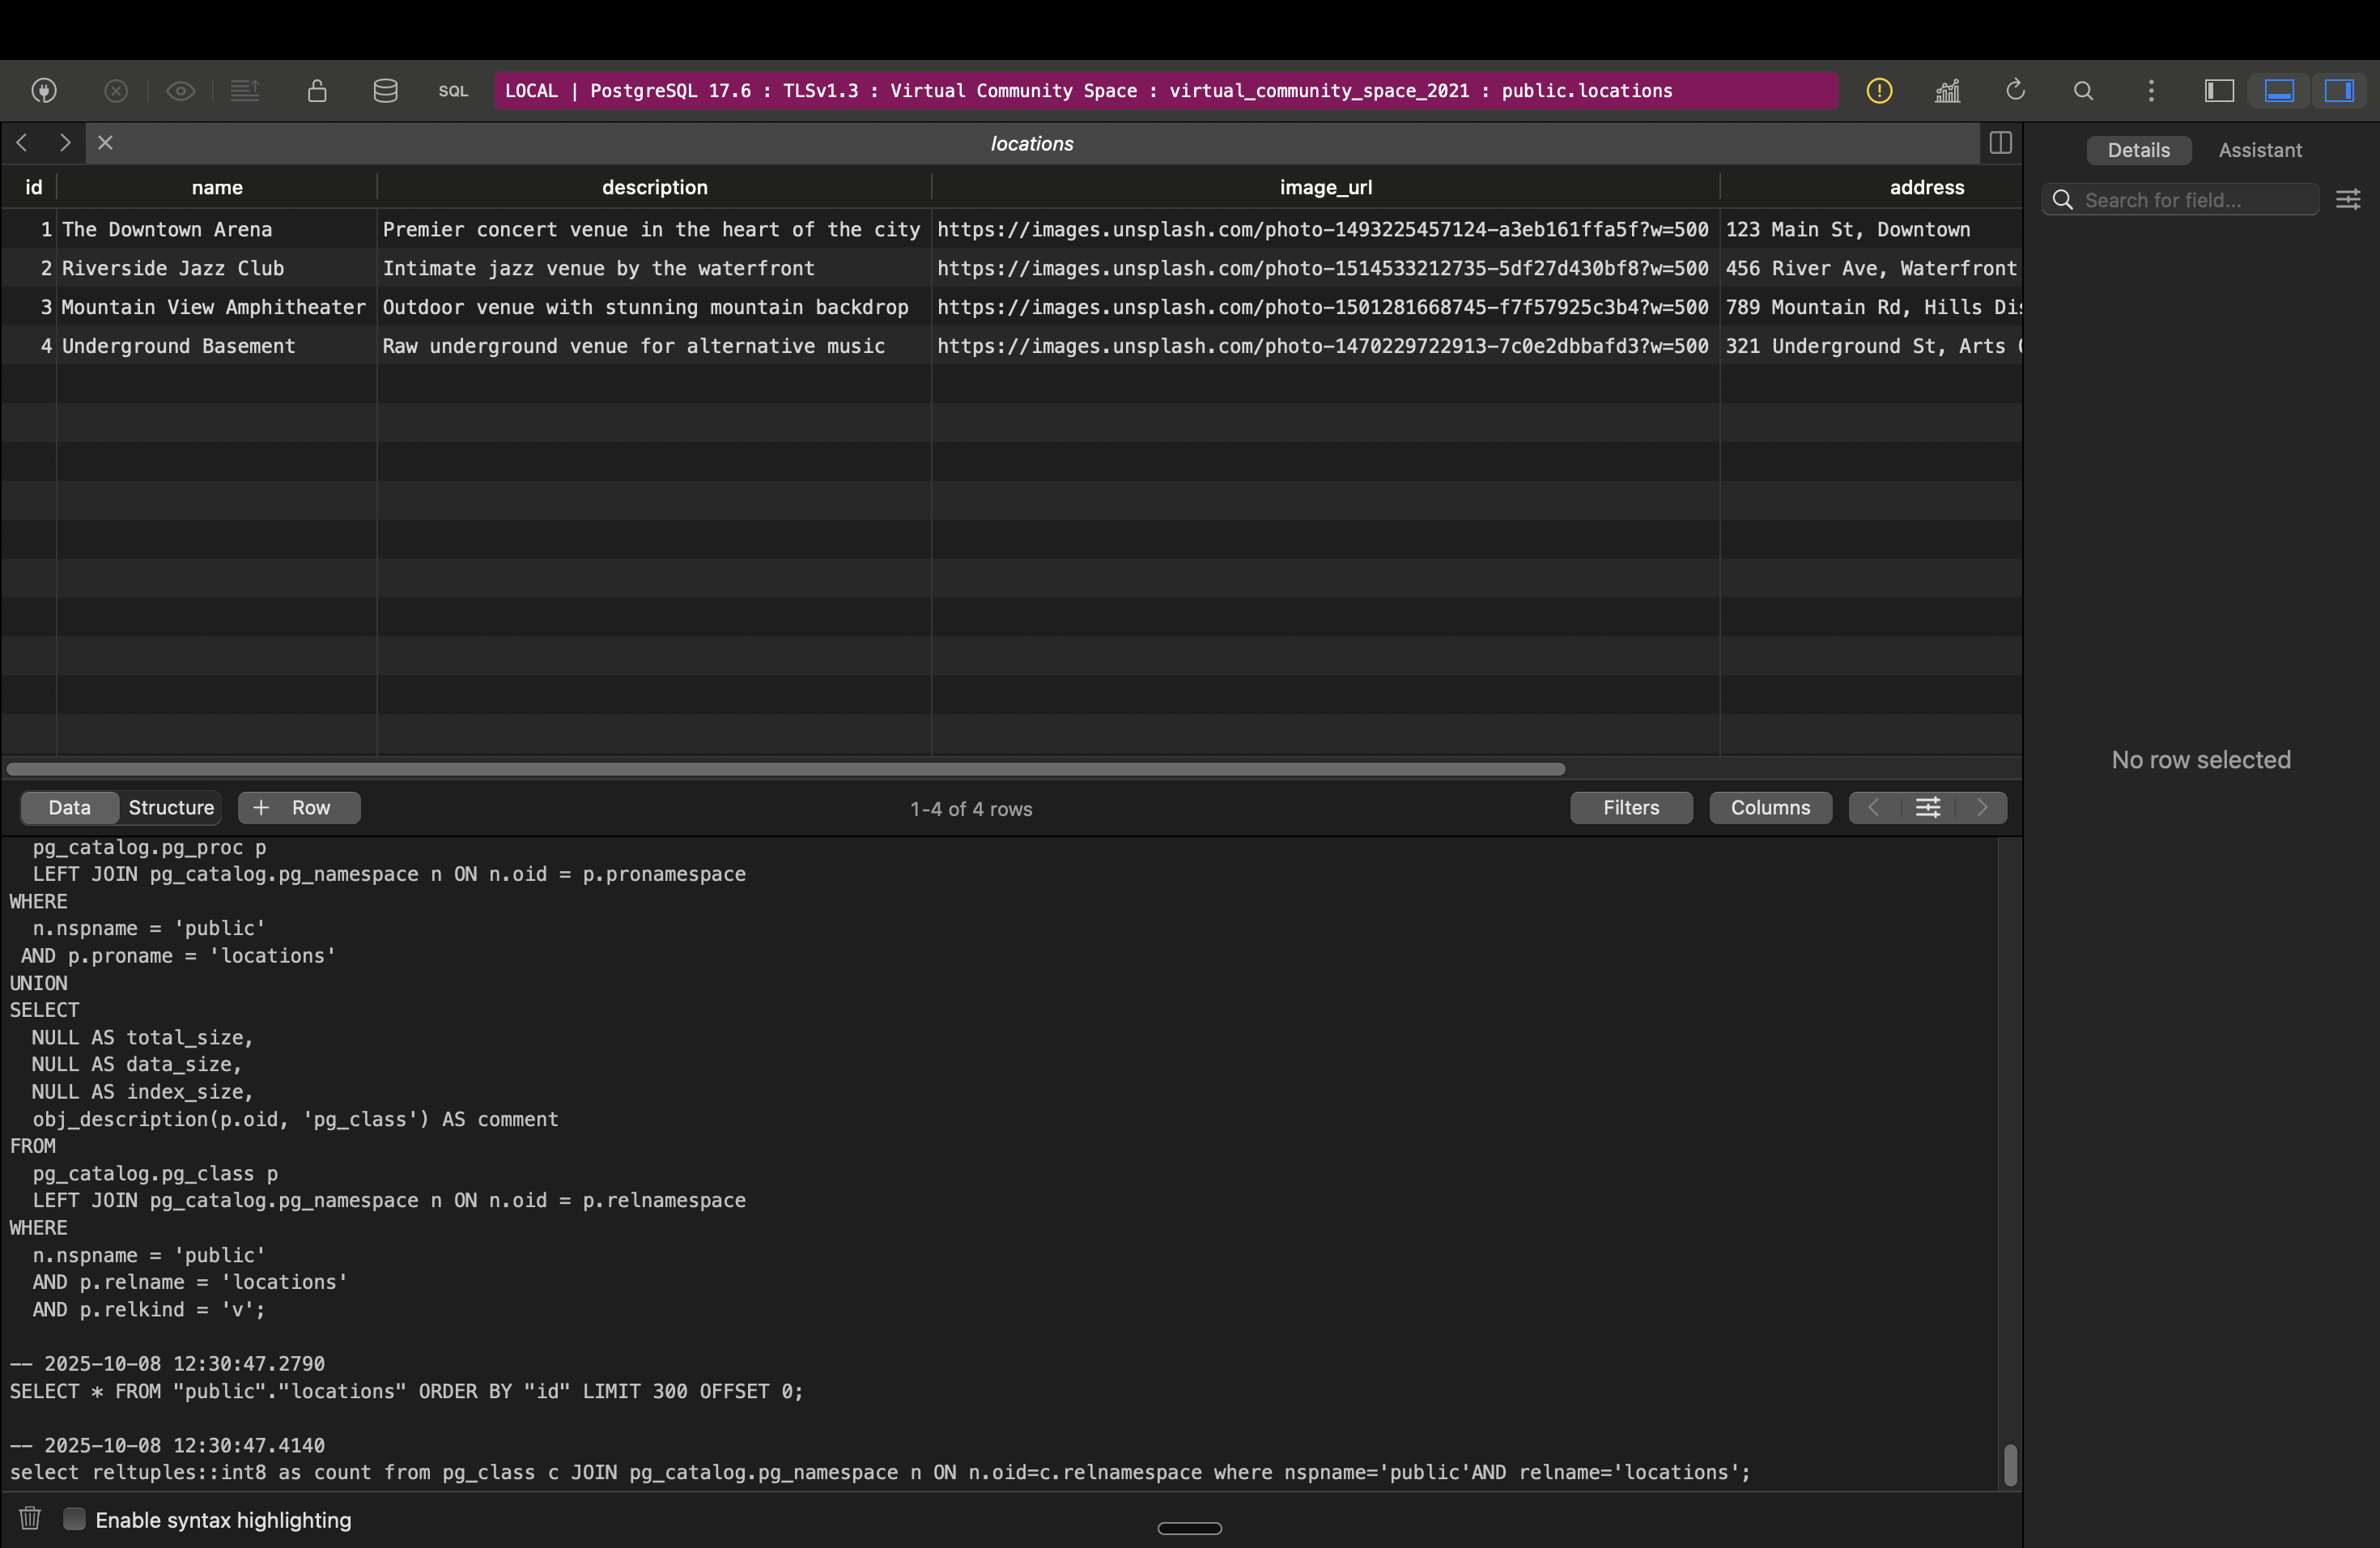 SQL LOCAL | PostgreSQL 17.6 : TLSv1.3 : Virtual Community Space : virtual_community_space_2021 : public.locations
locations
Details Assistant
Search for field...
id name description image_url address
1 The Downtown Arena Premier concert venue in the heart of the city https://images.unsplash.com/photo-1493225457124-a3eb161ffa5f?w=500 123 Main St, Downtown
2 Riverside Jazz Club Intimate jazz venue by the waterfront https://images.unsplash.com/photo-1514533212735-5df27d430bf8?w=500 456 River Ave, Waterfront
3 Mountain View Amphitheater Outdoor venue with stunning mountain backdrop https://images.unsplash.com/photo-1501281668745-f7f57925c3b4?w=500 789 Mountain Rd, Hills
4 Underground Basement Raw underground venue for alternative music https://images.unsplash.com/photo-1470229722913-7c0e2dbbafd3?w=500 321 Underground St, Arts
No row selected
Data Structure + Row 1-4 of 4 rows Filters Columns
pg_catalog.pg_proc p
LEFT JOIN pg_catalog.pg_namespace n ON n.oid = p.pronamespace
WHERE
n.nspname = 'public'
AND p.proname = 'locations'
UNION
SELECT
NULL AS total_size,
NULL AS data_size,
NULL AS index_size,
obj_description(p.oid, 'pg_class') AS comment
FROM
pg_catalog.pg_class p
LEFT JOIN pg_catalog.pg_namespace n ON n.oid = p.relnamespace
WHERE
n.nspname = 'public'
AND p.relname = 'locations'
AND p.relkind = 'v';
-- 2025-10-08 12:30:47.2790
SELECT * FROM "public"."locations" ORDER BY "id" LIMIT 300 OFFSET 0;
-- 2025-10-08 12:30:47.4140
select reltuples::int8 as count from pg_class c JOIN pg_catalog.pg_namespace n ON n.oid=c.relnamespace where nspname='public'AND relname='locations';
Enable syntax highlighting